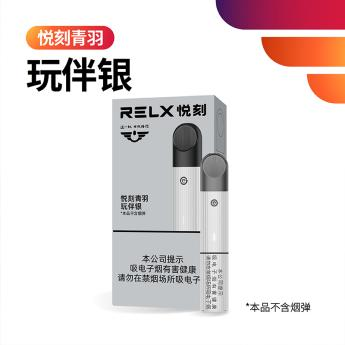 悦刻青羽
玩伴银
RELX悦刻
悦刻青羽
玩伴银
*本品不含烟弹
本公司提示
吸电子烟有害健康
请勿在禁烟场所吸电子烟
*本品不含烟弹